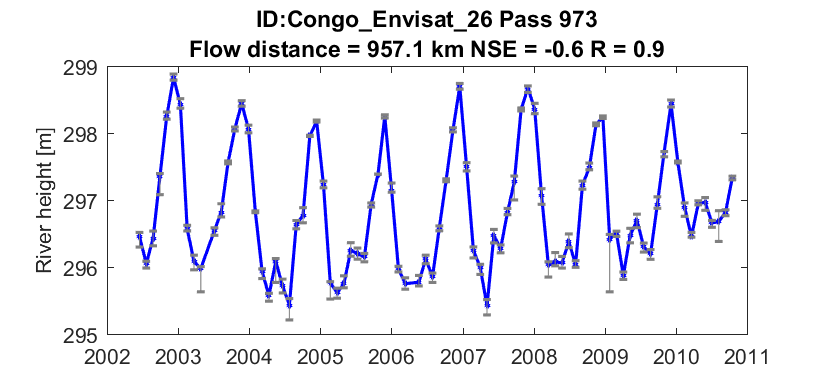 ID:Congo_Envisat_26 Pass 973
Flow distance = 957.1 km NSE = -0.6 R = 0.9
River height [m]
299
298
297
296
295
2002 2003 2004 2005 2006 2007 2008 2009 2010 2011